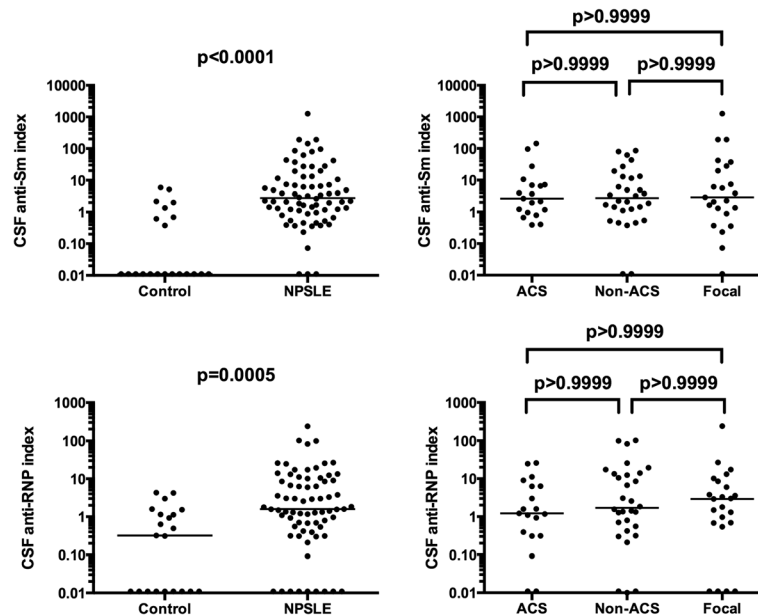 p<0.0001
CSF anti-Sm index
10000
1000
100
10
1
0.10
0.01
Control NPSLE
p>0.9999
p>0.9999 p>0.9999
CSF anti-Sm index
10000
1000
100
10
1
0.10
0.01
ACS Non-ACS Focal
p=0.0005
CSF anti-RNP index
1000
100
10
1
0.10
0.01
Control NPSLE
p>0.9999
p>0.9999 p>0.9999
CSF anti-RNP index
1000
100
10
1
0.10
0.01
ACS Non-ACS Focal